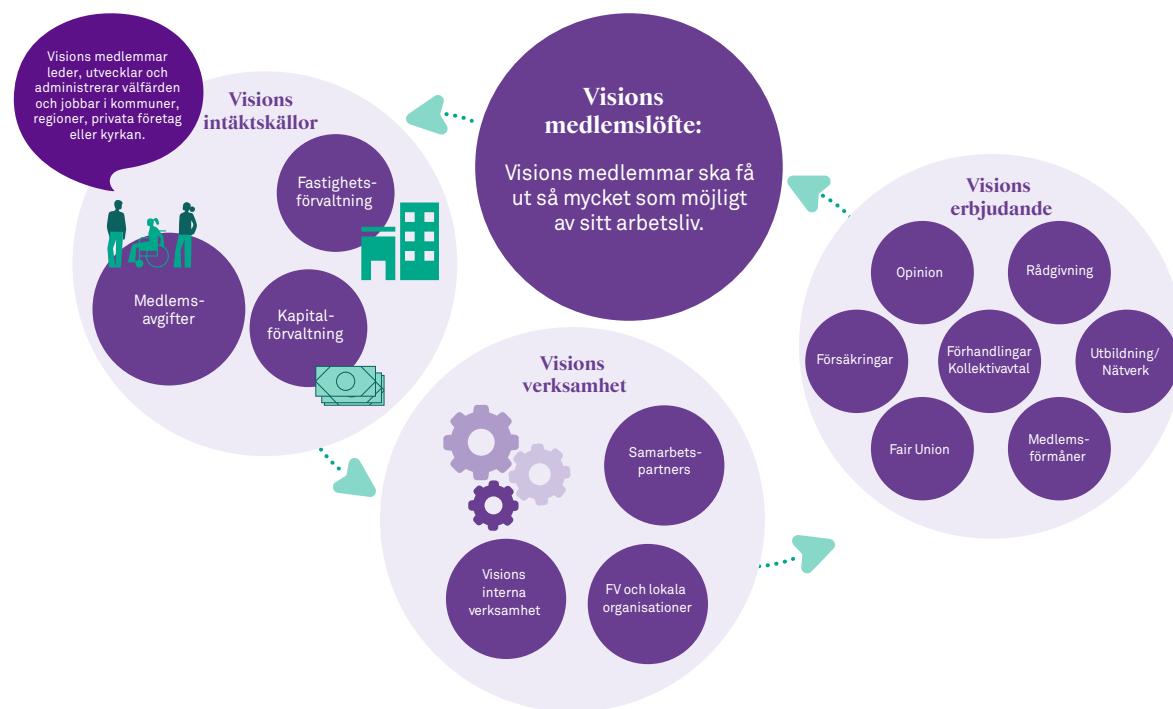 Visions medlemmar
leder, utvecklar och
administrerar välfärden
och jobbar i kommuner,
regioner, privata företag
eller kyrkan.
Visions
intäktskällor
Fastighets-
förvaltning
Medlems-
avgifter
Kapital-
förvaltning
Visions
medlemslöfte:
Visions medlemmar ska få
ut så mycket som möjligt
av sitt arbetsliv.
Visions
verksamhet
Samarbets-
partners
Visions
interna
verksamhet
FV och lokala
organisationer
Visions
erbjudande
Opinion
Rådgivning
Försäkringar
Förhandlingar
Kollektivavtal
Utbildning/
Nätverk
Fair Union
Medlems-
förmåner